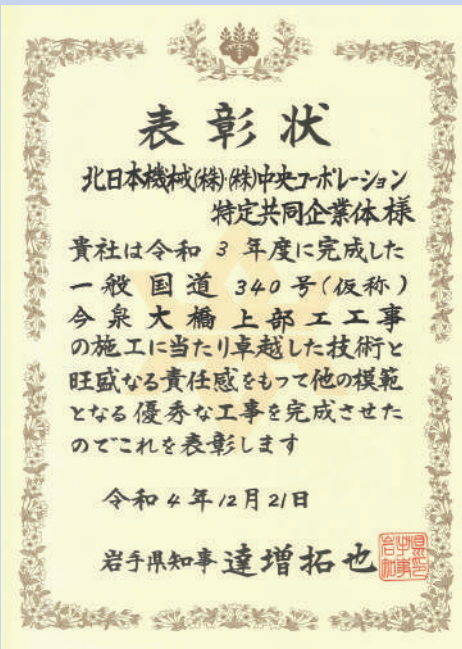 表彰状
北日本機械(株)・(株)中央コーポレーション
特定共同企業体様
貴社は令和3年度に完成した
一般国道340号(仮称)
今泉大橋上部工工事
の施工に当たり卓越した技術と
旺盛なる責任感をもって他の模範
となる優秀な工事を完成させた
のでこれを表彰します
令和4年12月21日
岩手県知事 達増拓也